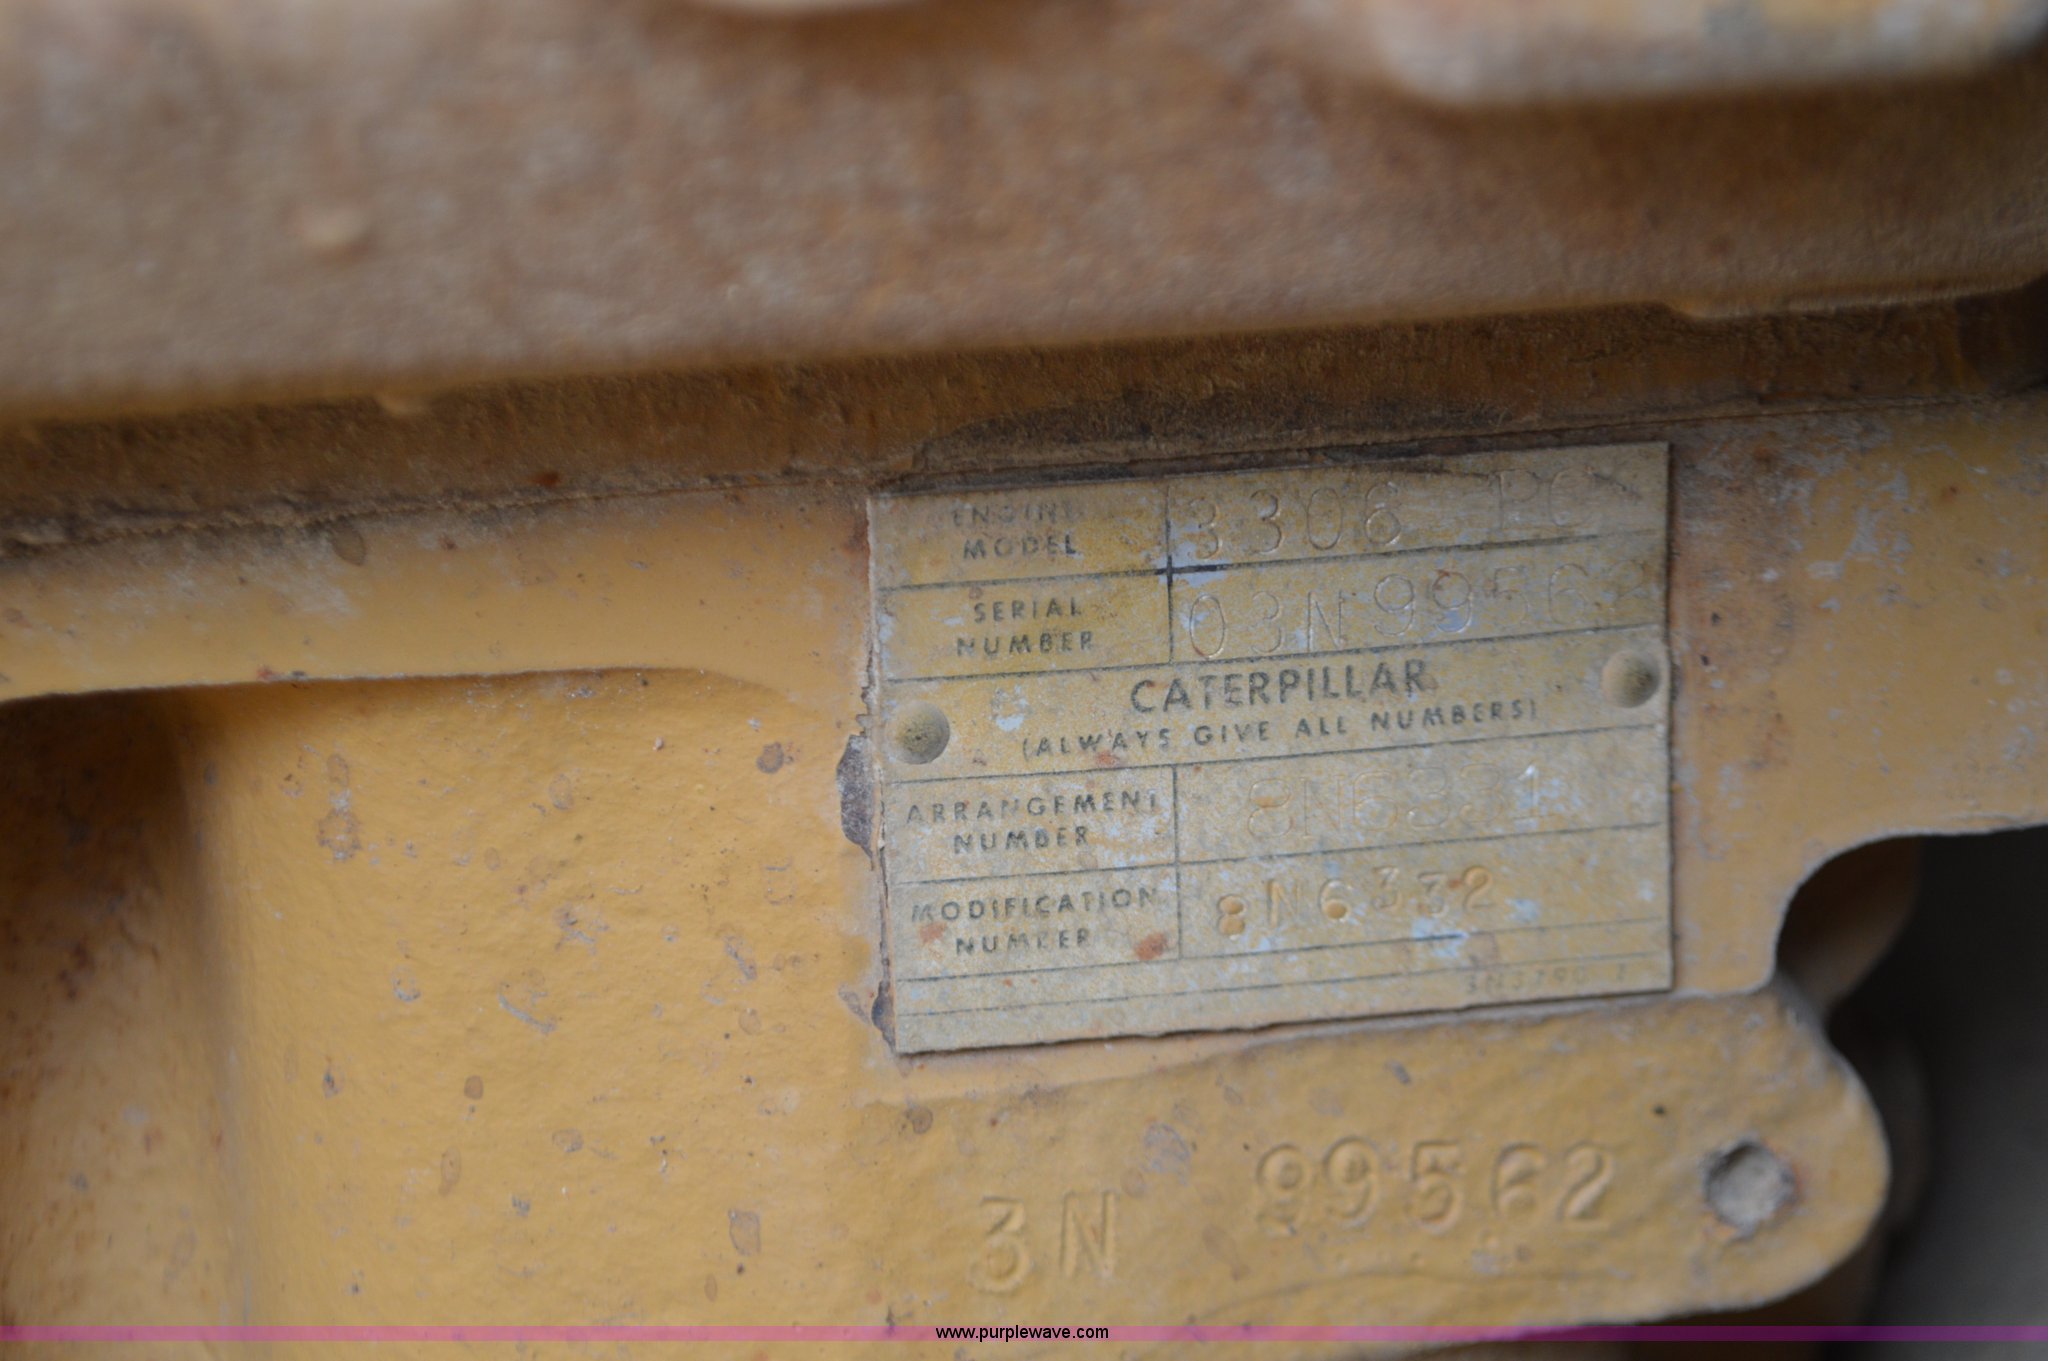 ENGINE
MODEL
3306 PC
SERIAL
NUMBER
03N99562
CATERPILLAR
(ALWAYS GIVE ALL NUMBERS)
ARRANGEMENT
NUMBER
8N6331
MODIFICATION
NUMBER
8N6332
3N 99562
www.purplewave.com